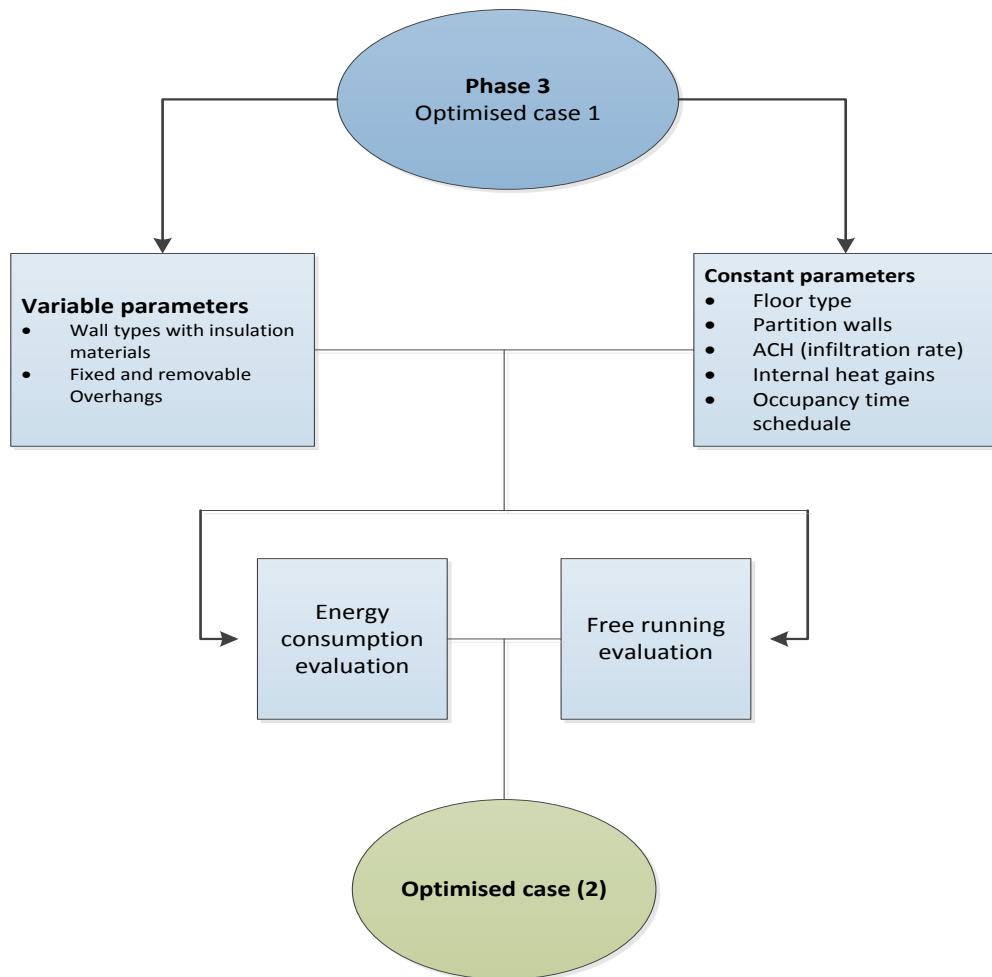 Phase 3
Optimised case 1
Variable parameters
• Wall types with insulation
materials
• Fixed and removable
Overhangs
Constant parameters
• Floor type
• Partition walls
• ACH (infiltration rate)
• Internal heat gains
• Occupancy time
scheduale
Energy
consumption
evaluation
Free running
evaluation
Optimised case (2)